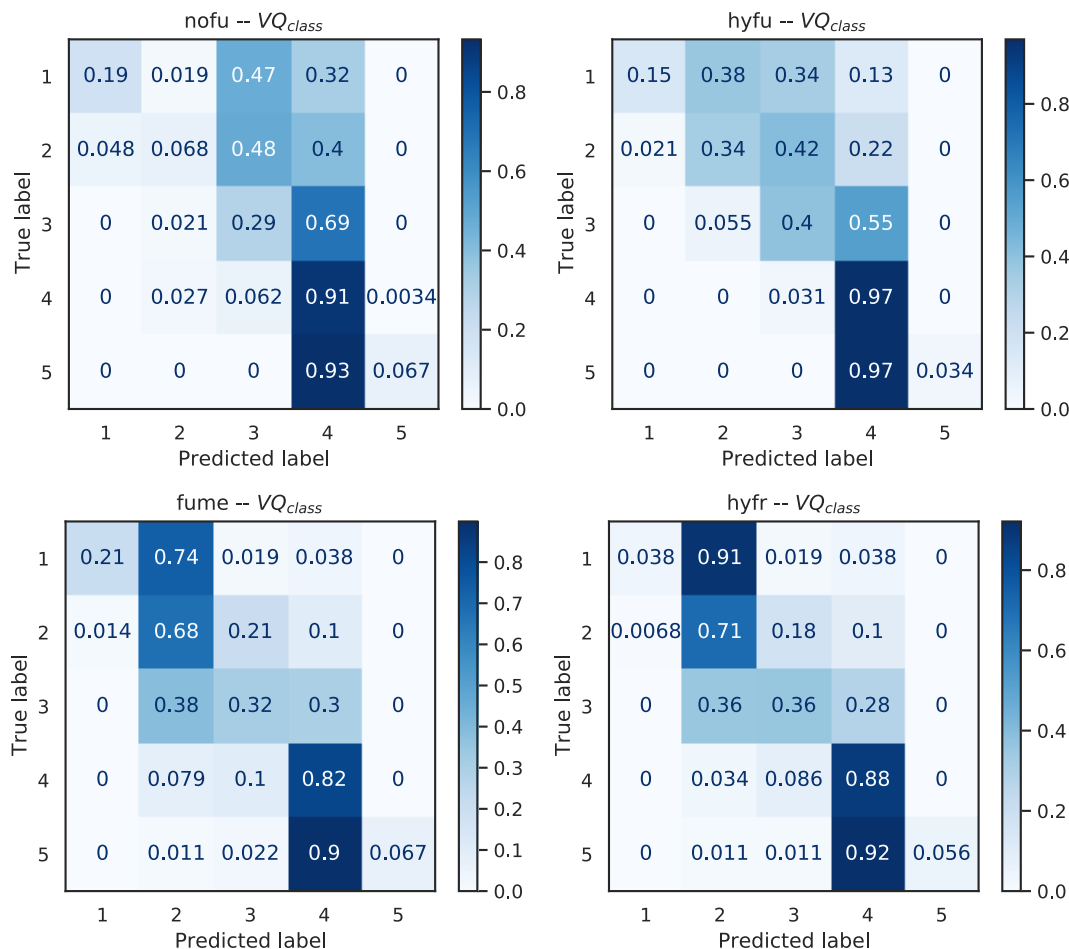 nofu -- VQ_class
True label
1 0.19 0.019 0.47 0.32 0
2 0.048 0.068 0.48 0.4 0
3 0 0.021 0.29 0.69 0
4 0 0.027 0.062 0.91 0.0034
5 0 0 0 0.93 0.067
1 2 3 4 5
Predicted label
0.8
0.6
0.4
0.2
0.0
hyfu -- VQ_class
True label
1 0.15 0.38 0.34 0.13 0
2 0.021 0.34 0.42 0.22 0
3 0 0.055 0.4 0.55 0
4 0 0 0.031 0.97 0
5 0 0 0 0.97 0.034
1 2 3 4 5
Predicted label
0.8
0.6
0.4
0.2
0.0
fume -- VQ_class
True label
1 0.21 0.74 0.019 0.038 0
2 0.014 0.68 0.21 0.1 0
3 0 0.38 0.32 0.3 0
4 0 0.079 0.1 0.82 0
5 0 0.011 0.022 0.9 0.067
1 2 3 4 5
Predicted label
0.8
0.7
0.6
0.5
0.4
0.3
0.2
0.1
0.0
hyfr -- VQ_class
True label
1 0.038 0.91 0.019 0.038 0
2 0.0068 0.71 0.18 0.1 0
3 0 0.36 0.36 0.28 0
4 0 0.034 0.086 0.88 0
5 0 0.011 0.011 0.92 0.056
1 2 3 4 5
Predicted label
0.8
0.6
0.4
0.2
0.0